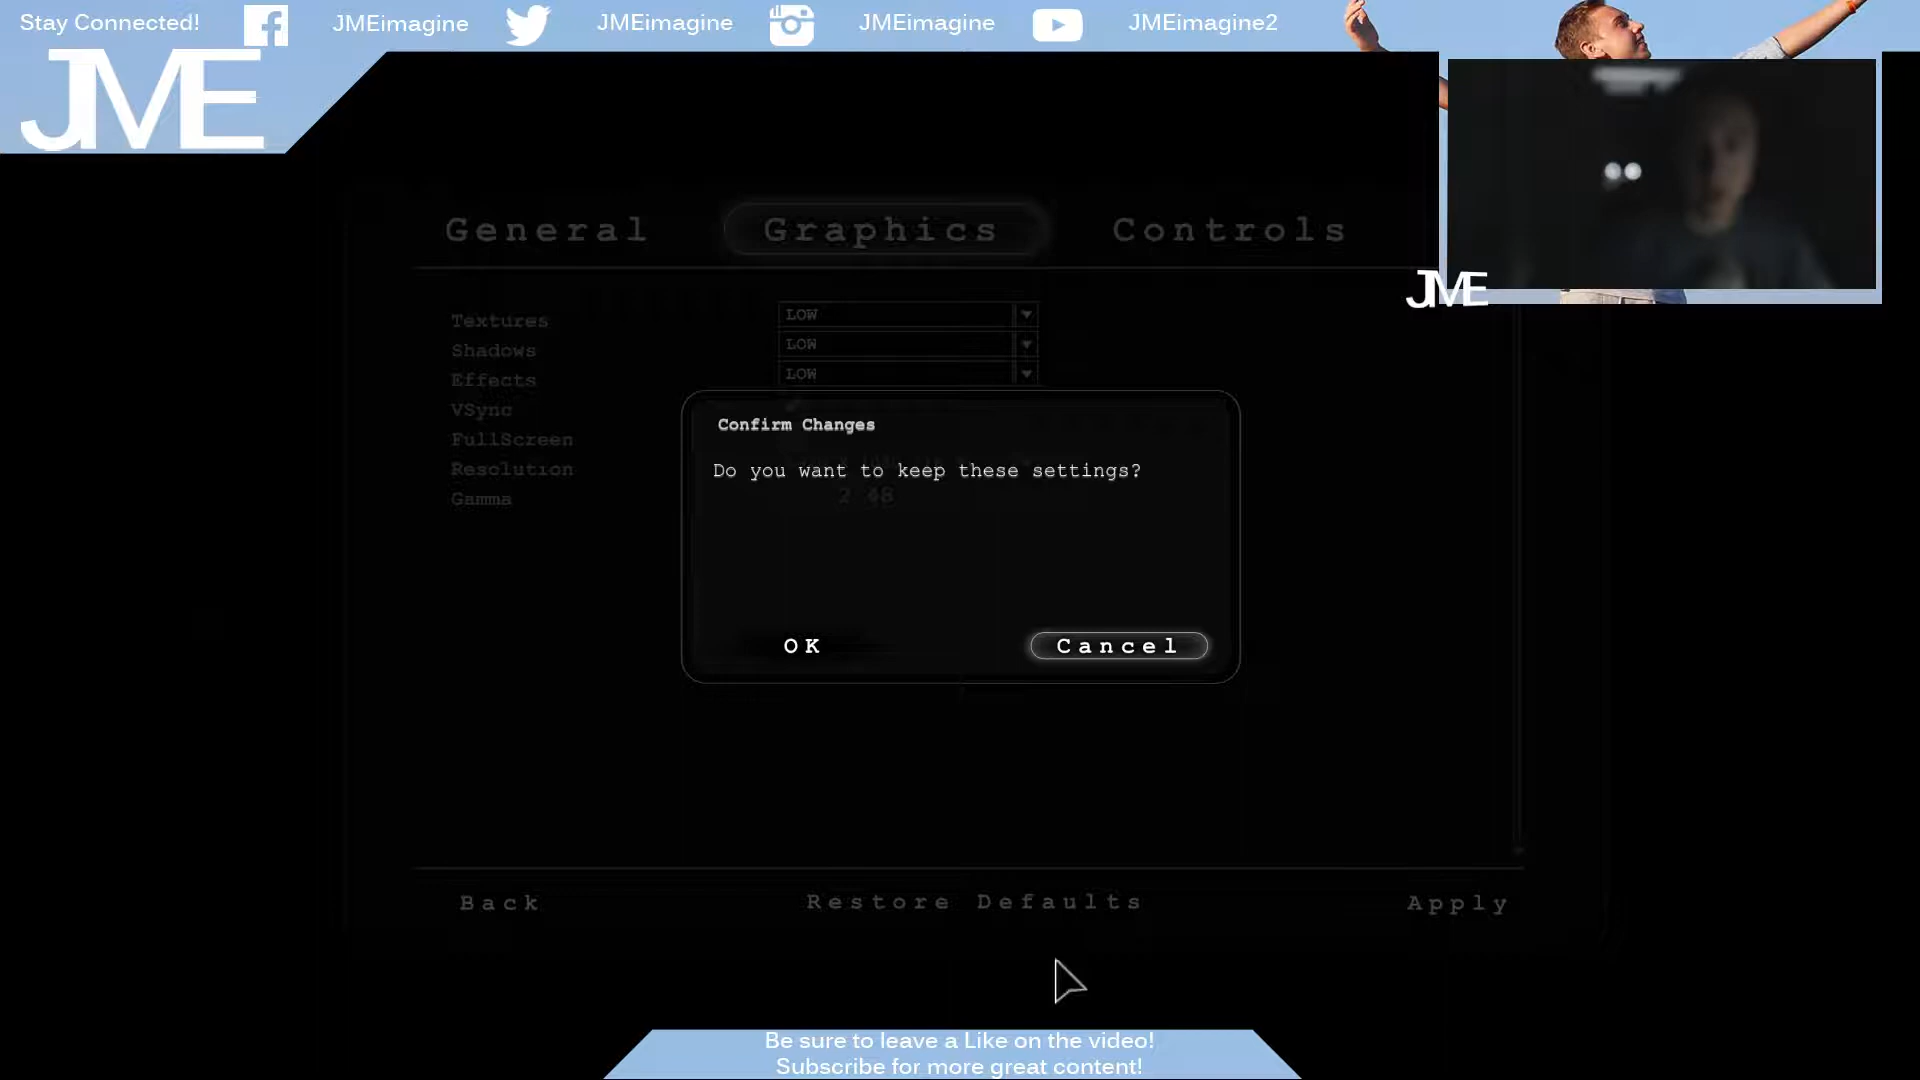 Stay Connected! JMEimagine JMEimagine JMEimagine JMEimagine2
JME
General Graphics Controls
JME
Textures LOW
Shadows LOW
Effects LOW
VSync
FullScreen
Resolution
Gamma 2 48
Confirm Changes
Do you want to keep these settings?
OK Cancel
Back Restore Defaults Apply
Be sure to leave a Like on the video!
Subscribe for more great content!